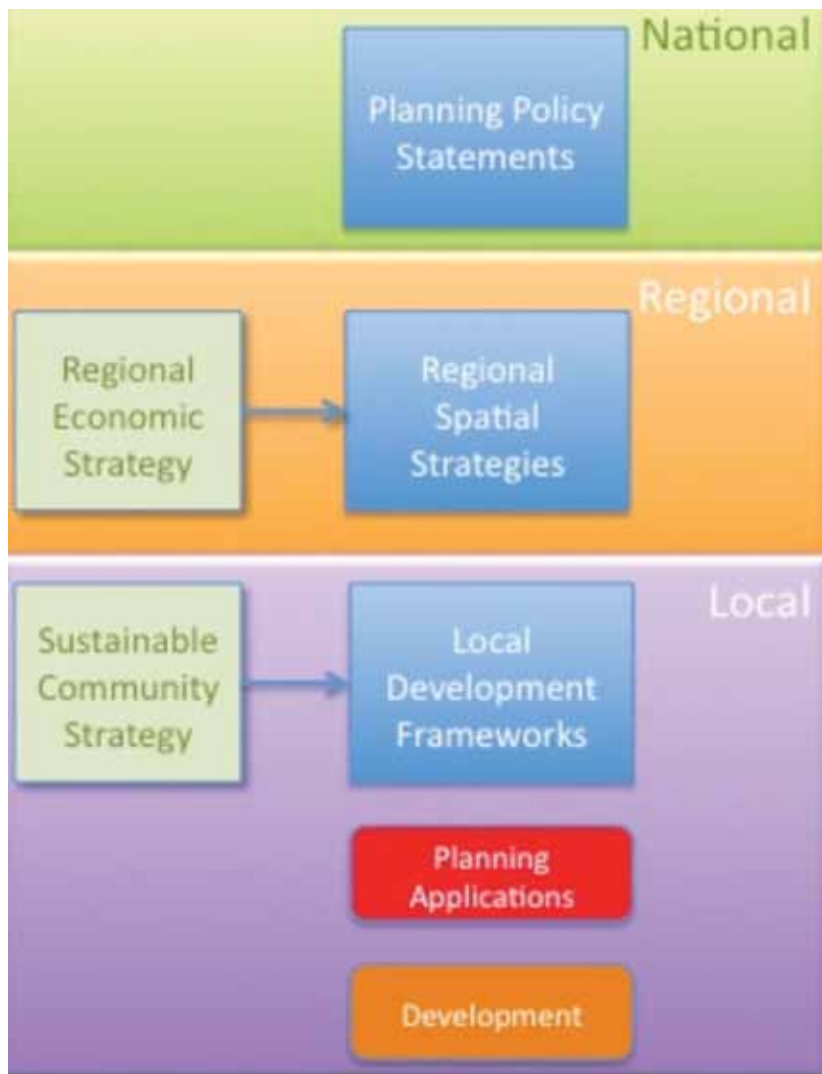 National
Planning Policy
Statements
Regional
Regional
Economic
Strategy
Regional
Spatial
Strategies
Local
Sustainable
Community
Strategy
Local
Development
Frameworks
Planning
Applications
Development